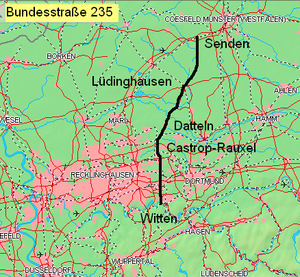 Bundesstraße 235
COESFELD
MÜNSTER (WESTFALEN)
Senden
BORKEN
Lüdinghausen
AHLEN
WESEL
MARL
Datteln
HAMM
Castrop-Rauxel
RECKLINGHAUSEN
DORTMUND
Witten
HAGEN
KREFELD
WUPPERTAL
DÜSSELDORF
LÜDENSCHEID